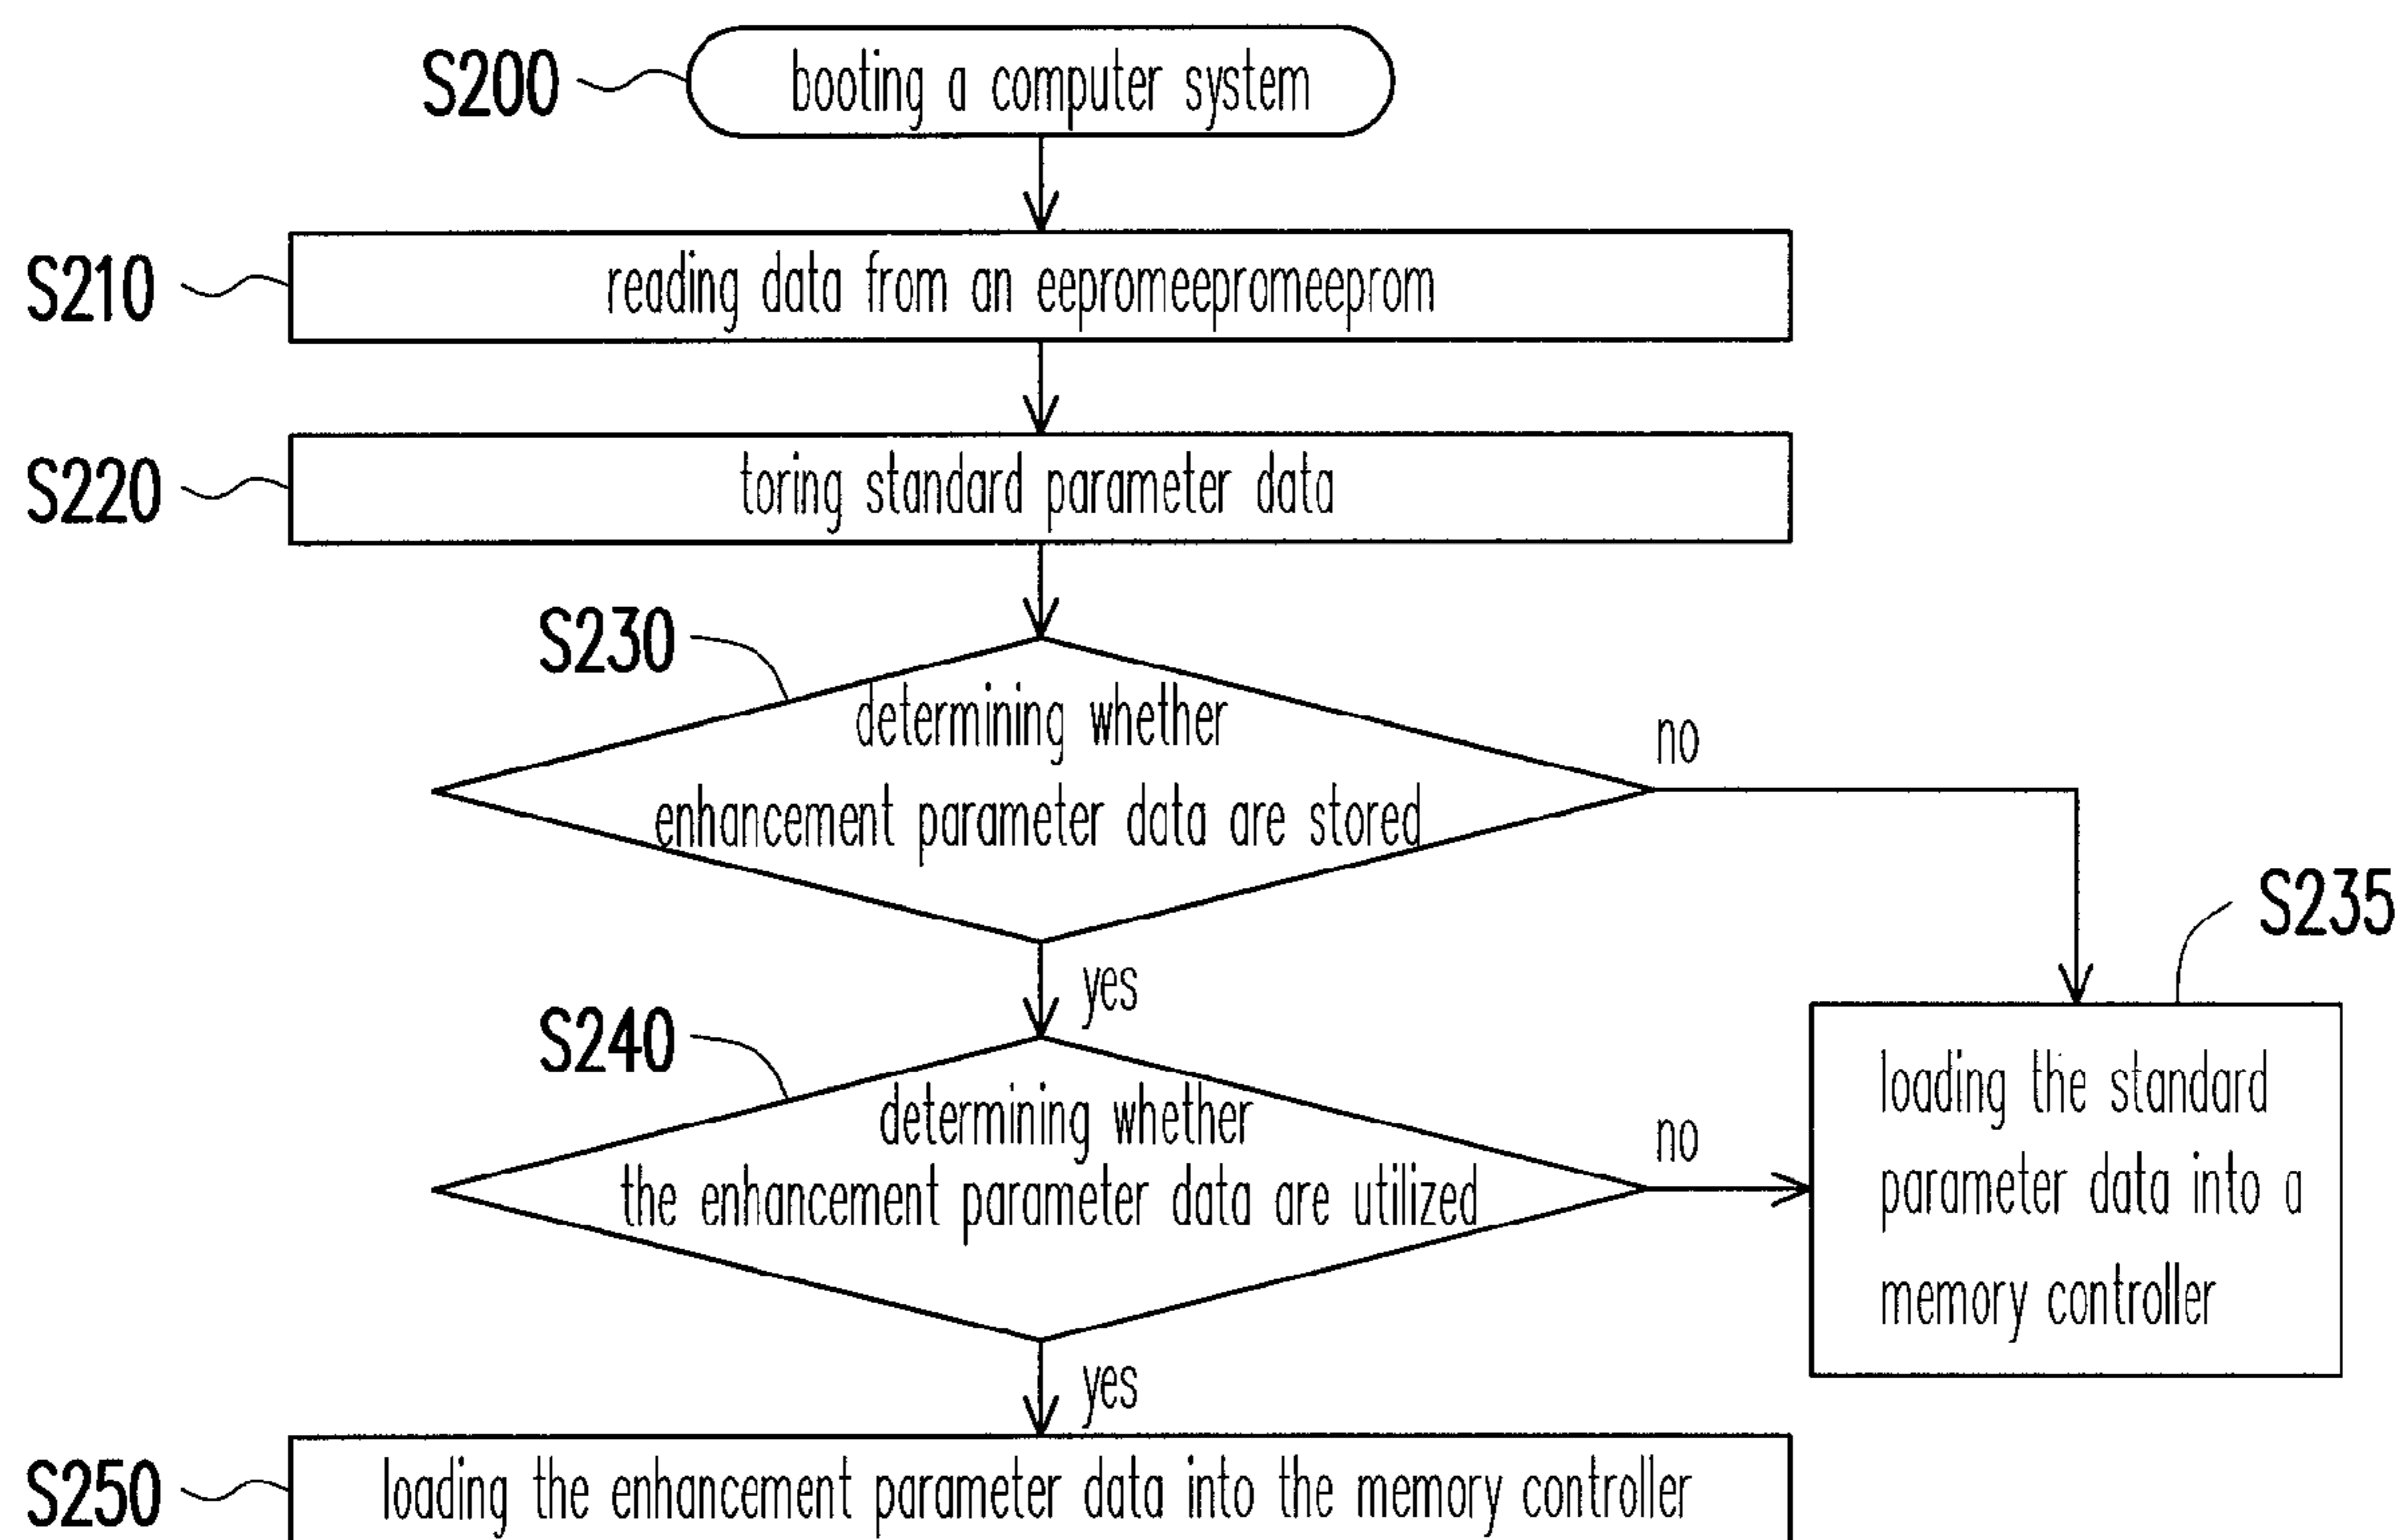 S200
booting a computer system
S210
reading data from an eepromeepromeeprom
S220
toring standard parameter data
S230
determining whether
enhancement parameter data are stored
no
yes
S235
loading the standard
parameter data into a
memory controller
S240
determining whether
the enhancement parameter data are utilized
no
yes
S250
loading the enhancement parameter data into the memory controller